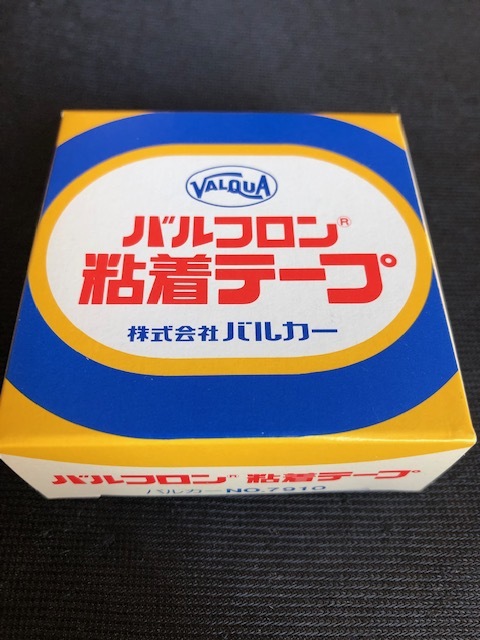 VALQUA
バルフロン®
粘着テープ
株式会社 バルカー
バルフロン® 粘着テープ
バルカー NO.7910